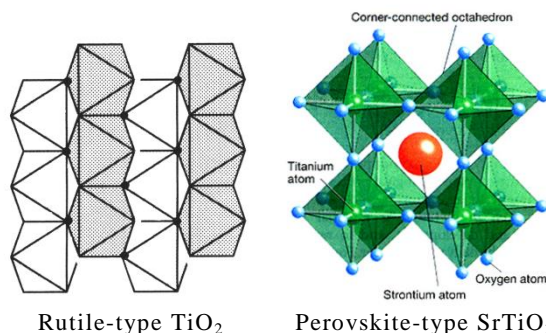 Corner-connected octahedron
Titanium
atom
Strontium atom
Oxygen atom
Rutile-type TiO₂
Perovskite-type SrTiO